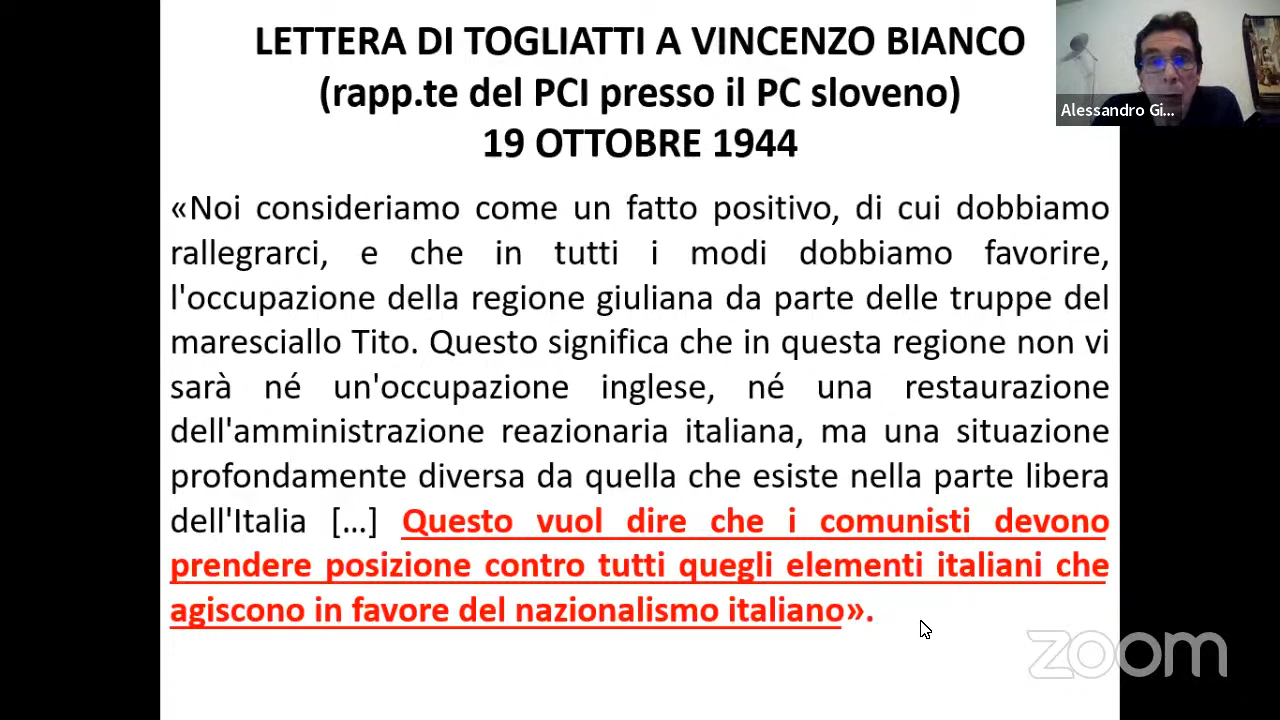 LETTERA DI TOGLIATTI A VINCENZO BIANCO
(rapp.te del PCI presso il PC sloveno)
19 OTTOBRE 1944
«Noi consideriamo come un fatto positivo, di cui dobbiamo
rallegrarci, e che in tutti i modi dobbiamo favorire,
l'occupazione della regione giuliana da parte delle truppe del
maresciallo Tito. Questo significa che in questa regione non vi
sarà né un'occupazione inglese, né una restaurazione
dell'amministrazione reazionaria italiana, ma una situazione
profondamente diversa da quella che esiste nella parte libera
dell'Italia [...] Questo vuol dire che i comunisti devono
prendere posizione contro tutti quegli elementi italiani che
agiscono in favore del nazionalismo italiano».
Alessandro Gi...
zoom